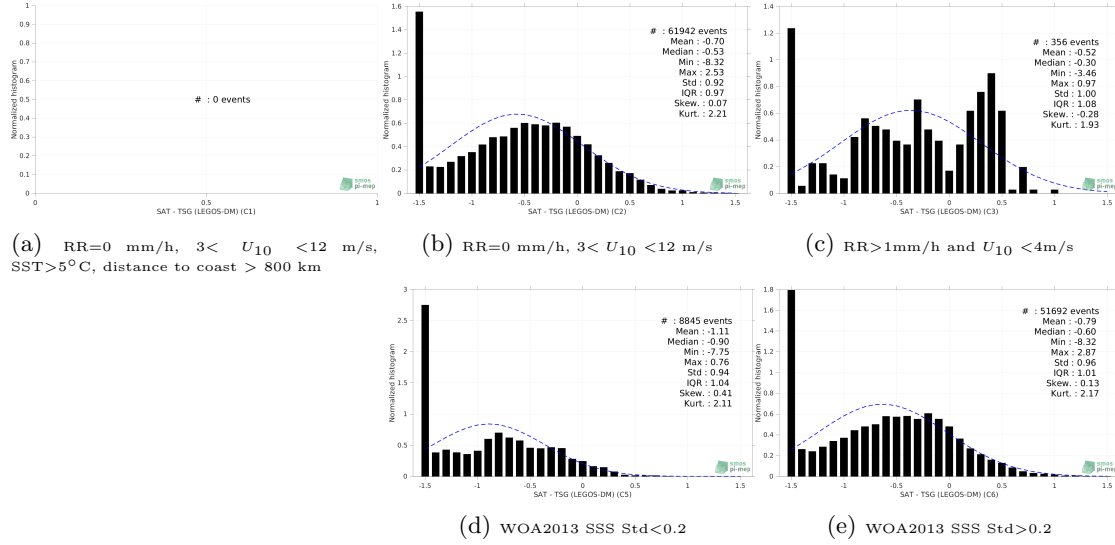 1
0.9
0.8
0.7
0.6
0.5
0.4
0.3
0.2
0.1
0
Normalized histogram
# : 0 events
smos
pi-mep
0
0.5
1
SAT - TSG (LEGOS-DM) (C1)
(a) RR=0 mm/h, 3< U10 <12 m/s,
SST>5°C, distance to coast > 800 km
1.6
1.4
1.2
1
0.8
0.6
0.4
0.2
0
Normalized histogram
# : 61942 events
Mean : -0.70
Median : -0.53
Min : -8.32
Max : 2.53
Std : 0.92
IQR : 0.97
Skew. : 0.07
Kurt. : 2.21
smos
pi-mep
-1.5
-1
-0.5
0
0.5
1
1.5
SAT - TSG (LEGOS-DM) (C2)
(b) RR=0 mm/h, 3< U10 <12 m/s
1.4
1.2
1
0.8
0.6
0.4
0.2
0
Normalized histogram
# : 356 events
Mean : -0.52
Median : -0.30
Min : -3.46
Max : 0.97
Std : 1.00
IQR : 1.08
Skew. : -0.28
Kurt. : 1.93
smos
pi-mep
-1.5
-1
-0.5
0
0.5
1
1.5
SAT - TSG (LEGOS-DM) (C3)
(c) RR>1mm/h and U10 <4m/s
3
2.5
2
1.5
1
0.5
0
Normalized histogram
# : 8845 events
Mean : -1.11
Median : -0.90
Min : -7.75
Max : 0.76
Std : 0.94
IQR : 1.04
Skew. : 0.41
Kurt. : 2.11
smos
pi-mep
-1.5
-1
-0.5
0
0.5
1
1.5
SAT - TSG (LEGOS-DM) (C5)
(d) WOA2013 SSS Std<0.2
1.8
1.6
1.4
1.2
1
0.8
0.6
0.4
0.2
0
Normalized histogram
# : 51692 events
Mean : -0.79
Median : -0.60
Min : -8.32
Max : 2.87
Std : 0.96
IQR : 1.01
Skew. : 0.13
Kurt. : 2.17
smos
pi-mep
-1.5
-1
-0.5
0
0.5
1
1.5
SAT - TSG (LEGOS-DM) (C6)
(e) WOA2013 SSS Std>0.2